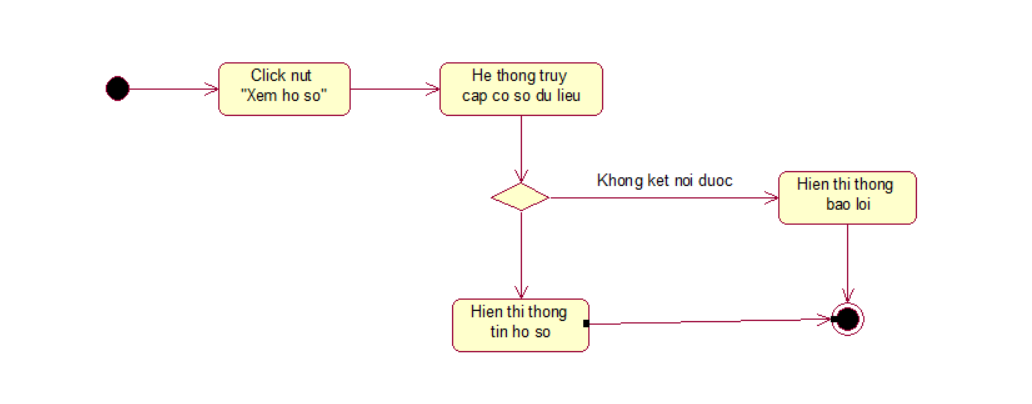 Click nut
"Xem ho so"
He thong truy
cap co so du lieu
Khong ket noi duoc
Hien thi thong
bao loi
Hien thi thong
tin ho so